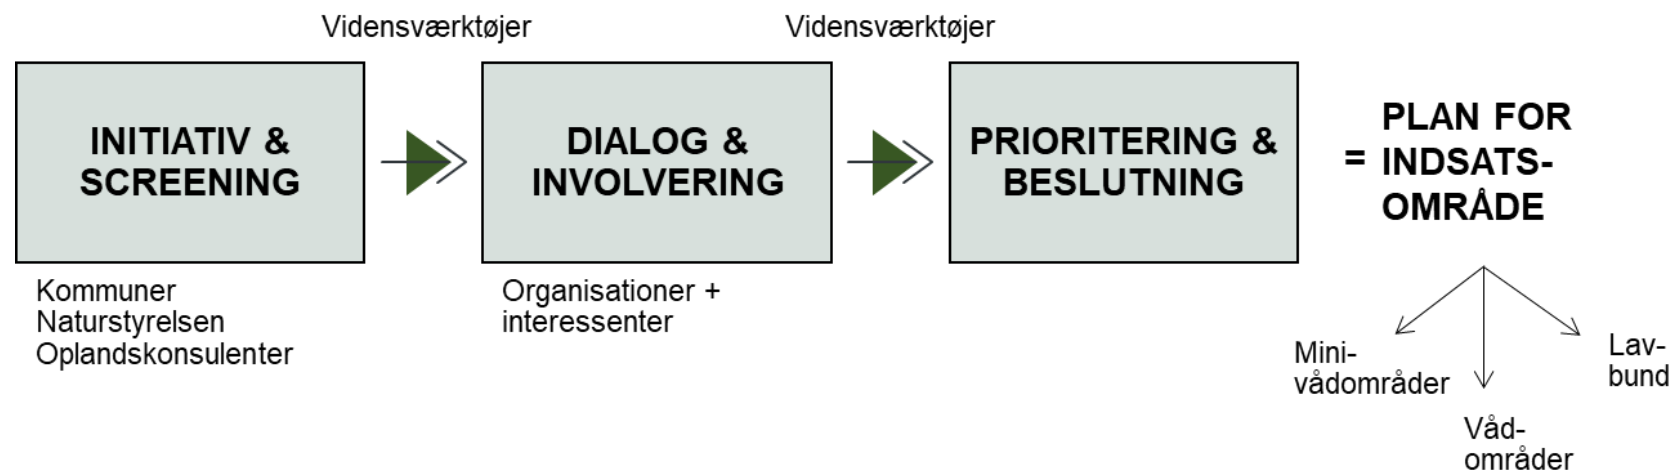 Vidensværktøjer
Vidensværktøjer
INITIATIV &
SCREENING
DIALOG &
INVOLVERING
PRIORITERING &
BESLUTNING
=
PLAN FOR
INDSATS-
OMRÅDE
Kommuner
Naturstyrelsen
Oplandskonsulenter
Organisationer +
interessenter
Mini-
vådområder
Våd-
områder
Lav-
bund